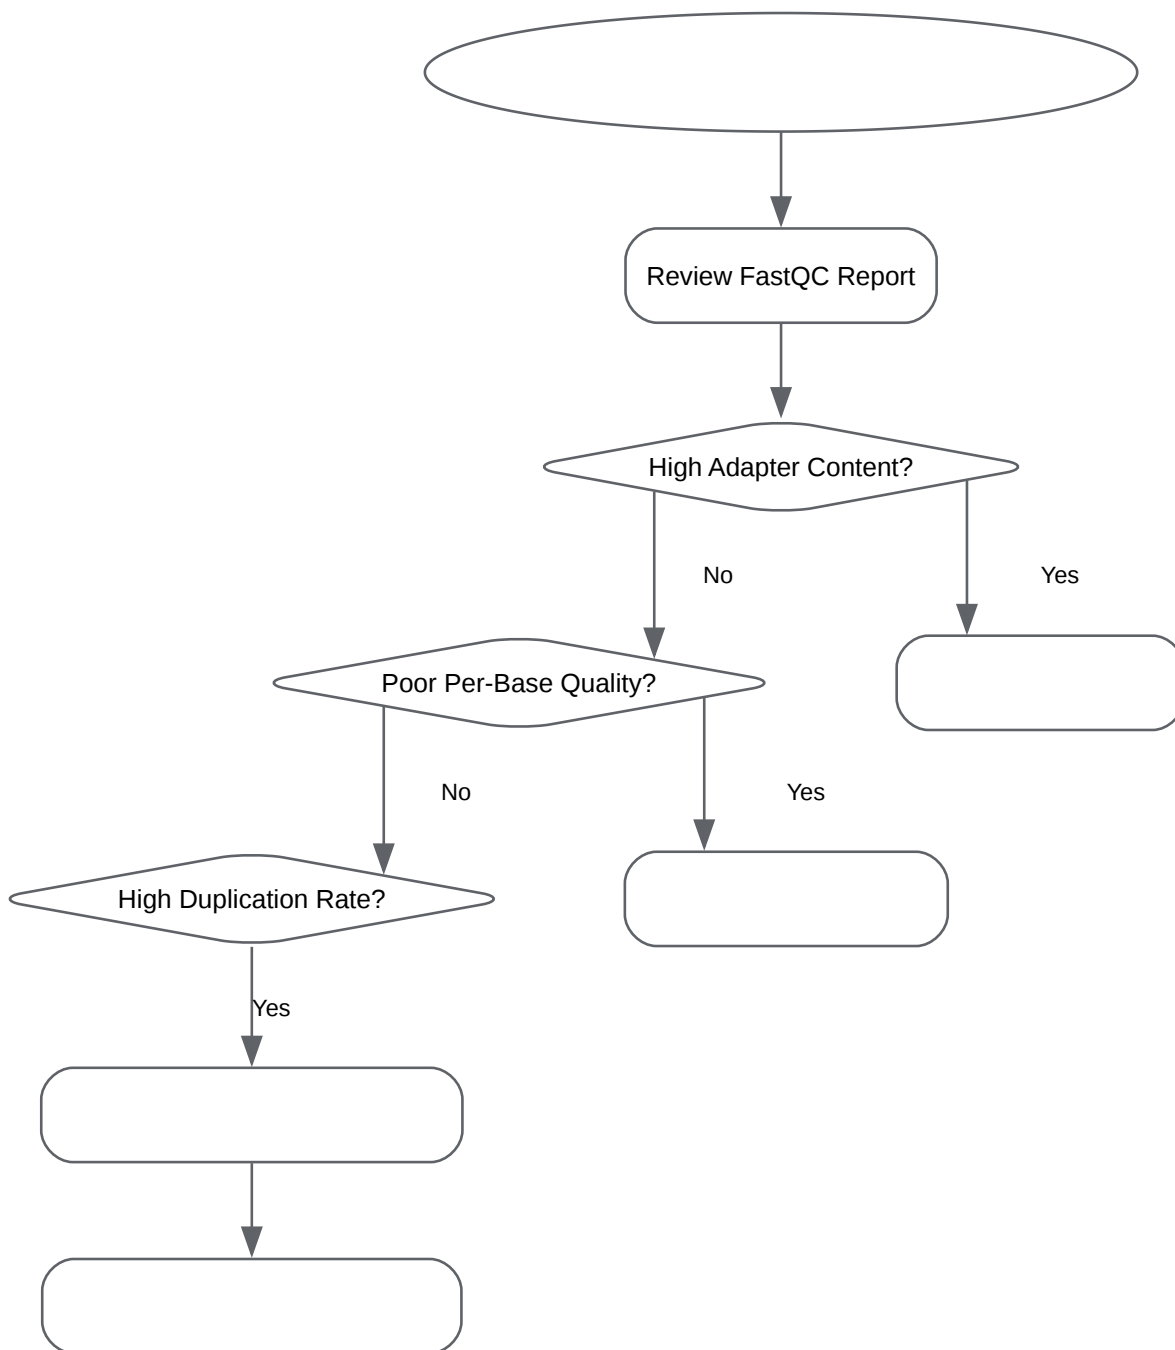 Review FastQC Report
High Adapter Content?
No
Yes
Poor Per-Base Quality?
No
Yes
High Duplication Rate?
Yes